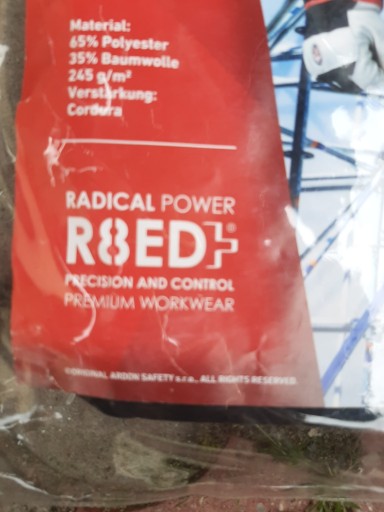 Material:
65% Polyester
35% Baumwolle
245 g/m²
Verstärkung:
Cordura
RADICAL POWER
R8ED+®
PRECISION AND CONTROL
PREMIUM WORKWEAR
©ORIGINAL ARDON SAFETY s.r.o., ALL RIGHTS RESERVED.